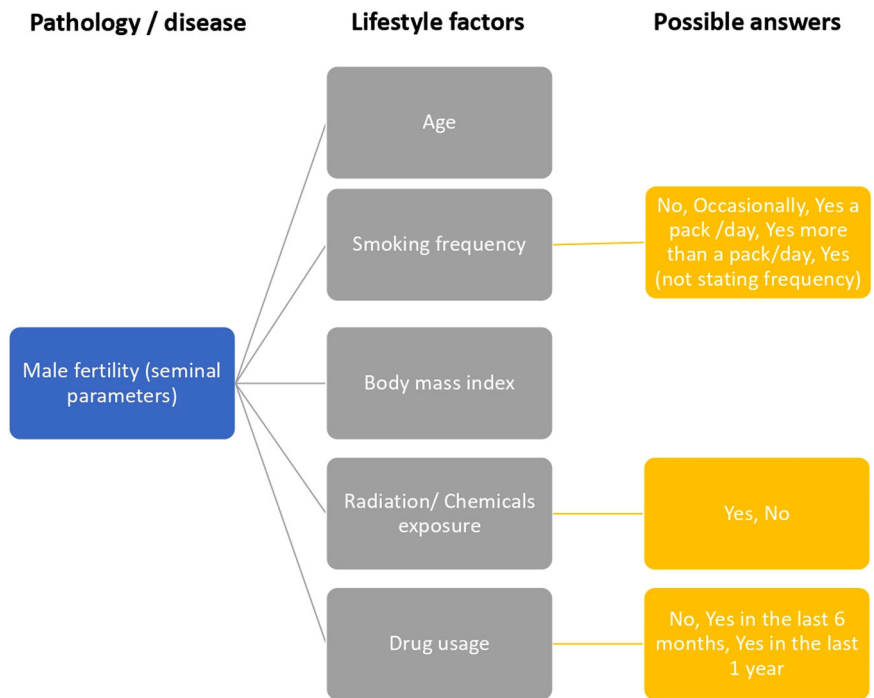 Pathology / disease
Lifestyle factors
Possible answers
Age
Smoking frequency
No, Occasionally, Yes a
pack /day, Yes more
than a pack/day, Yes
(not stating frequency)
Male fertility (seminal
parameters)
Body mass index
Radiation/ Chemicals
exposure
Yes, No
Drug usage
No, Yes in the last 6
months, Yes in the last
1 year